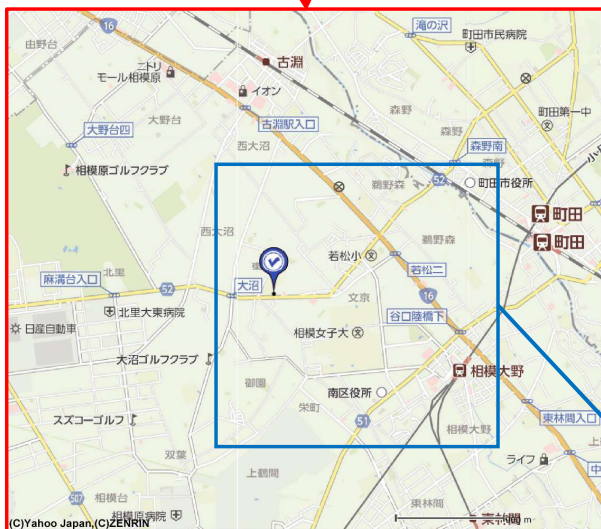 滝の沢
町田市民病院
由野台
16
ニトリ
モール相模原
古淵
イオン
森野
町田第一中
大野台
古淵駅入口
大野台四
森野
森野南
西大沼
相模原ゴルフクラブ
鵜野森
52
町田市役所
町田
町田
西大沼
若松小
鵜野森
北里
若松二
麻溝台入口
52
大沼
文京
16
北里大東病院
相模女子大
谷口陸橋下
日産自動車
大沼ゴルフクラブ
相模大野
御園
南区役所
栄町
スズコーゴルフ
51
相模大野
東林間入口
双葉
上鶴間
ライフ
507
相模台
東林間
相模原病院
東林間
(C)Yahoo Japan,(C)ZENRIN